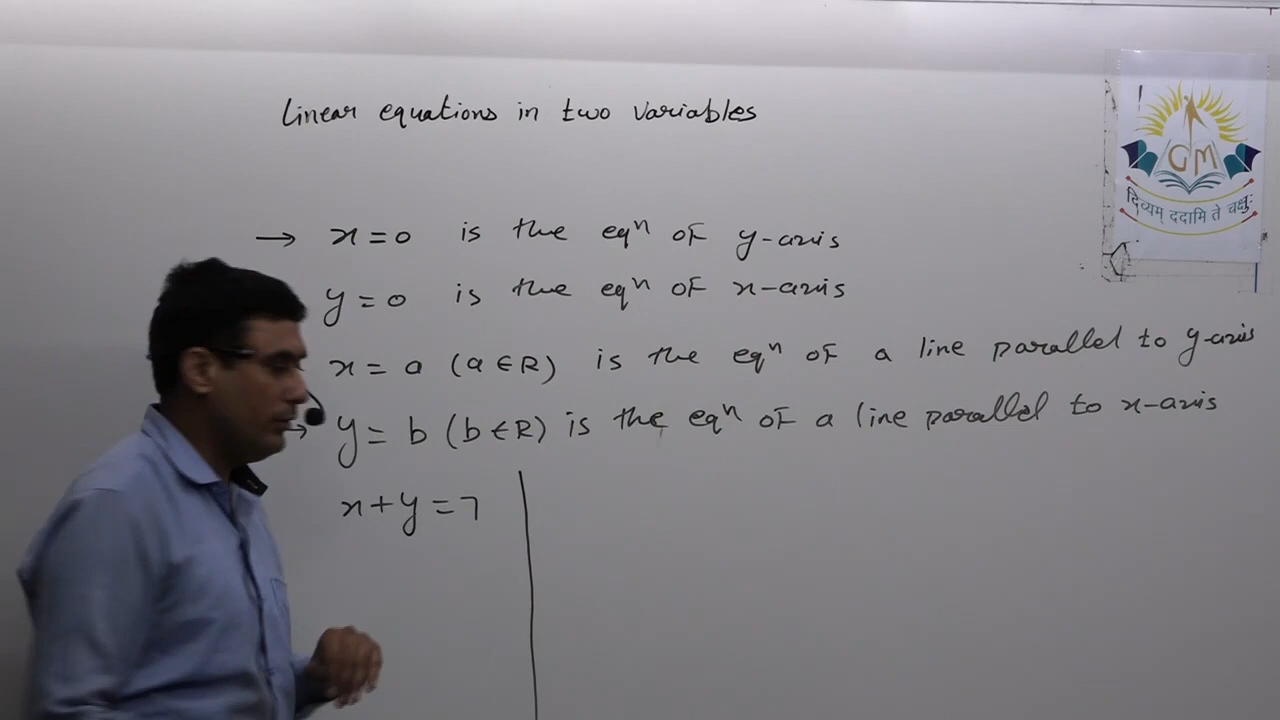 Linear equations in two variables
GM
दिव्यम् ददामि ते चक्षुः
→ x=0 is the eqⁿ of y-axis
y=0 is the eqⁿ of x-axis
x = a (a∈R) is the eqⁿ of a line parallel to y-axis
→ y = b (b∈R) is the eqⁿ of a line parallel to x-axis
x+y=7